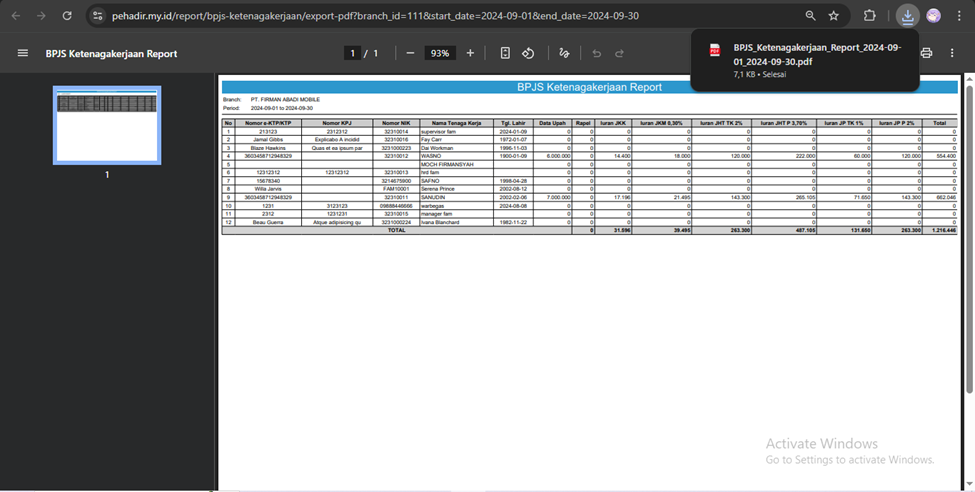 pehadir.my.id/report/bpjs-ketenagakerjaan/export-pdf?branch_id=111&start_date=2024-09-01&end_date=2024-09-30
BPJS Ketenagakerjaan Report
1 / 1
93%
BPJS_Ketenagakerjaan_Report_2024-09-
01_2024-09-30.pdf
7,1 KB • Selesai
1
BPJS Ketenagakerjaan Report
Branch: PT. FIRMAN ABADI MOBILE
Period: 2024-09-01 to 2024-09-30
No Nomor e-KTP/KTP Nomor KPJ Nomor NIK Nama Tenaga Kerja Tgl. Lahir Data Upah Rapel Iuran JKK Iuran JKM 0,30% Iuran JHT TK 2% Iuran JHT P 3,70% Iuran JP TK 1% Iuran JP P 2% Total
1 213123 2312312 32310014 supervisor fam 2024-01-09 0 0 0 0 0 0 0 0 0
2 Jamal Gibbs Explicabo A incidid 32310016 Fay Carr 1972-01-07 0 0 0 0 0 0 0 0 0
3 Blaze Hawkins Quas et ea ipsum par 3231000223 Dai Workman 1996-11-03 0 0 0 0 0 0 0 0 0
4 3603458712948329 32310012 WASNO 1900-01-09 6.000.000 0 14.400 18.000 120.000 222.000 60.000 120.000 554.400
5 MOCH FIRMANSYAH 0 0 0 0 0 0 0 0 0
6 12312312 12312312 32310013 hrd fam 0 0 0 0 0 0 0 0 0
7 15678340 3214675900 SAFNO 1998-04-28 0 0 0 0 0 0 0 0 0
8 Willa Jarvis FAM10001 Serena Prince 2002-08-12 0 0 0 0 0 0 0 0 0
9 3603458712948329 32310011 SANUDIN 2002-02-06 7.000.000 0 17.196 21.495 143.300 265.105 71.650 143.300 662.046
10 1231 3123123 09888446666 warbegas 2024-08-08 0 0 0 0 0 0 0 0 0
11 2312 1231231 32310015 manager fam 0 0 0 0 0 0 0 0 0
12 Beau Guerra Atque adipisicing qu 3231000224 Ivana Blanchard 1982-11-22 0 0 0 0 0 0 0 0 0
TOTAL 0 31.596 39.495 263.300 487.105 131.650 263.300 1.216.446
Activate Windows
Go to Settings to activate Windows.